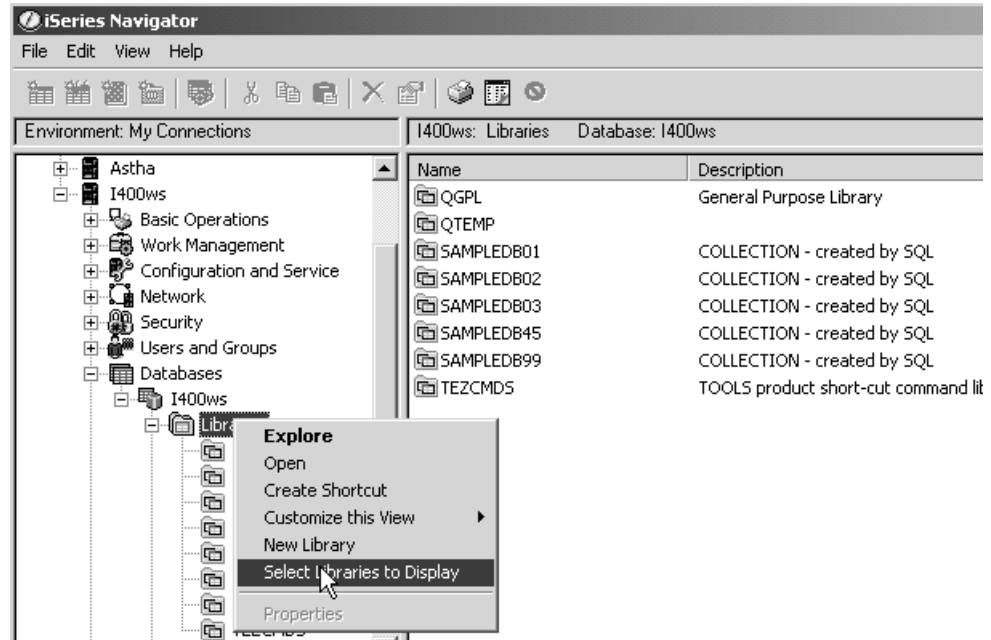 iSeries Navigator
File Edit View Help
Environment: My Connections
I400ws: Libraries Database: I400ws
Astha
I400ws
Basic Operations
Work Management
Configuration and Service
Network
Security
Users and Groups
Databases
I400ws
Name Description
QGPL General Purpose Library
QTEMP
SAMPLEDB01 COLLECTION - created by SQL
SAMPLEDB02 COLLECTION - created by SQL
SAMPLEDB03 COLLECTION - created by SQL
SAMPLEDB45 COLLECTION - created by SQL
SAMPLEDB99 COLLECTION - created by SQL
TEZCMDS TOOLS product short-cut command
Explore
Open
Create Shortcut
Customize this View
New Library
Select Libraries to Display
Properties